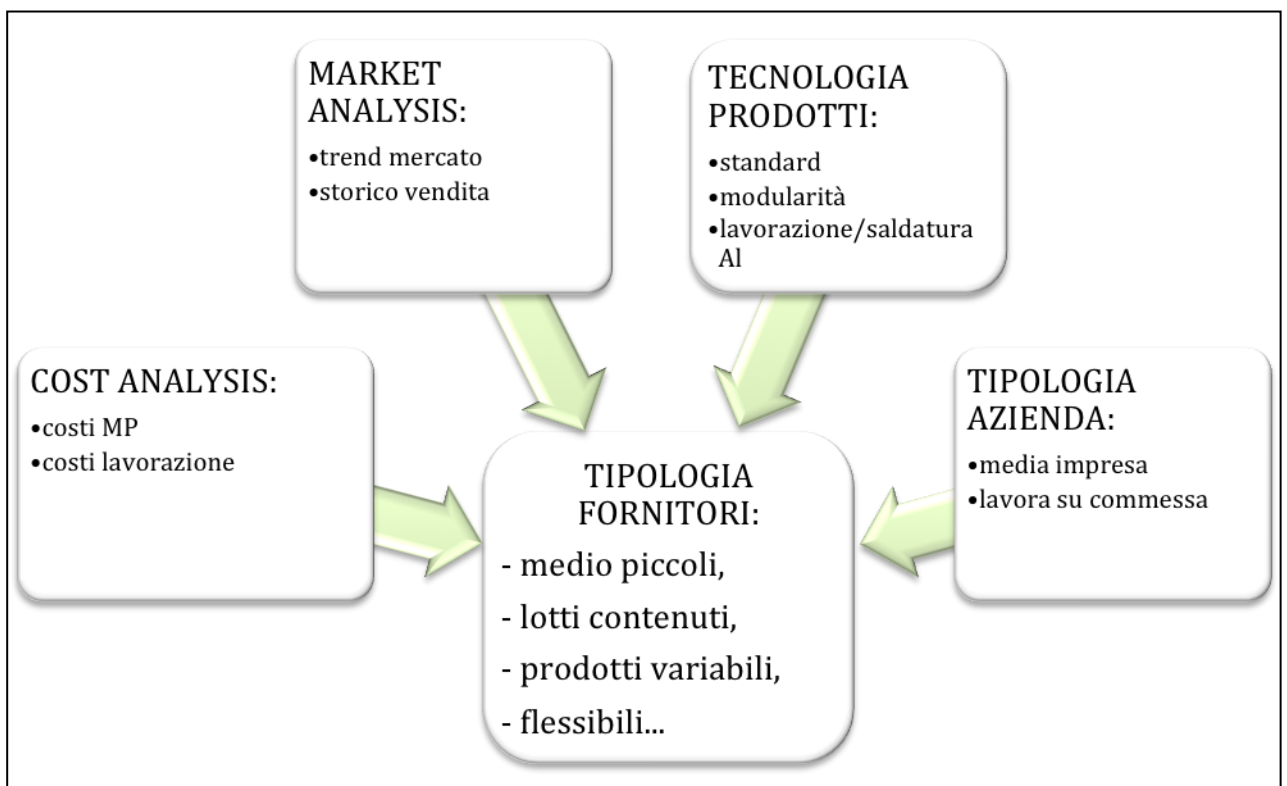 MARKET
ANALYSIS:
•trend mercato
•storico vendita
TECNOLOGIA
PRODOTTI:
•standard
•modularità
•lavorazione/saldatura
Al
COST ANALYSIS:
•costi MP
•costi lavorazione
TIPOLOGIA
AZIENDA:
•media impresa
•lavora su commessa
TIPOLOGIA
FORNITORI:
- medio piccoli,
- lotti contenuti,
- prodotti variabili,
- flessibili...